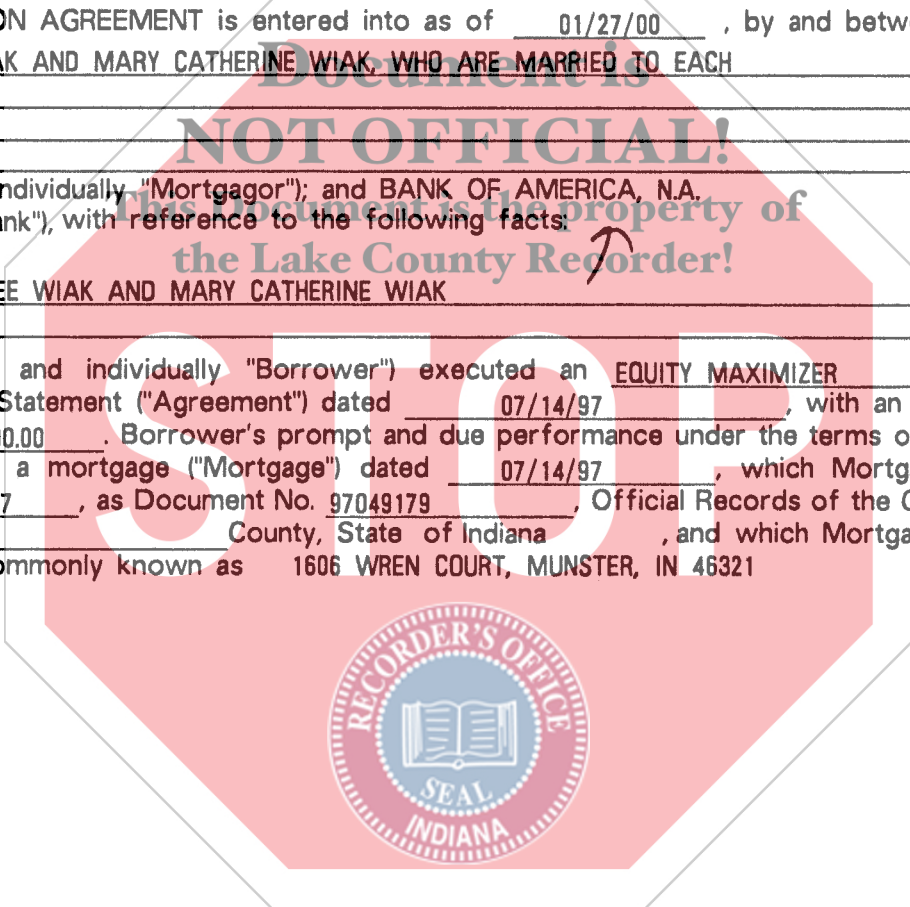 ON AGREEMENT is entered into as of 01/27/00 , by and betw
AK AND MARY CATHERINE WIAK, WHO ARE MARRIED TO EACH
Document is
NOT OFFICIAL!
ndividually "Mortgagor"); and BANK OF AMERICA, N.A.
This Document is the property of
nk"), with reference to the following facts:
the Lake County Recorder!
EE WIAK AND MARY CATHERINE WIAK
STOP
and individually "Borrower") executed an EQUITY MAXIMIZER
Statement ("Agreement") dated 07/14/97 , with an
0.00 . Borrower's prompt and due performance under the terms o
a mortgage ("Mortgage") dated 07/14/97 , which Mortg
7 , as Document No. 97049179 , Official Records of the C
County, State of Indiana , and which Mortga
ommonly known as 1606 WREN COURT, MUNSTER, IN 46321
RECORDER'S OFFICE
SEAL
INDIANA